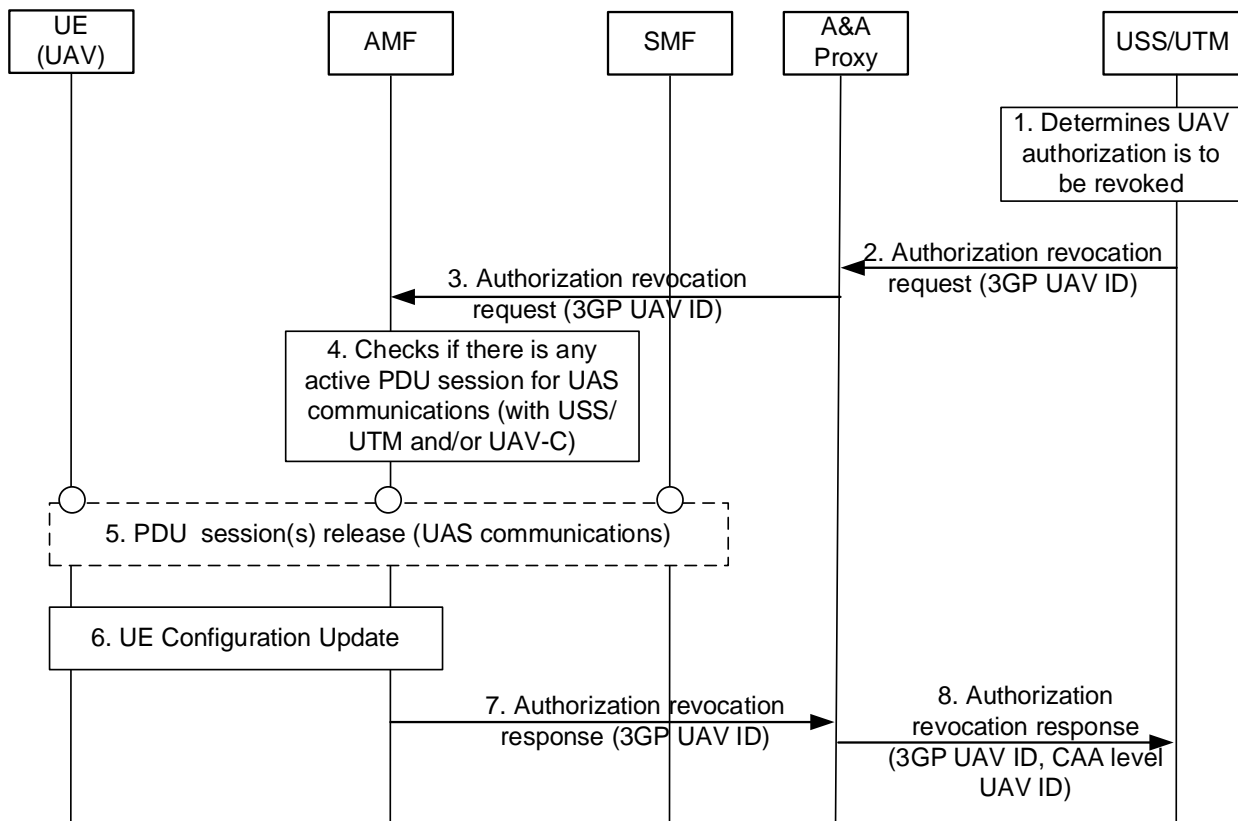 UE
(UAV)
AMF
SMF
A&A
Proxy
USS/UTM
1. Determines UAV
authorization is to
be revoked
2. Authorization revocation
request (3GP UAV ID)
3. Authorization revocation
request (3GP UAV ID)
4. Checks if there is any
active PDU session for UAS
communications (with USS/
UTM and/or UAV-C)
5. PDU  session(s) release (UAS communications)
6. UE Configuration Update
7. Authorization revocation
response (3GP UAV ID)
8. Authorization
revocation response
(3GP UAV ID, CAA level
UAV ID)